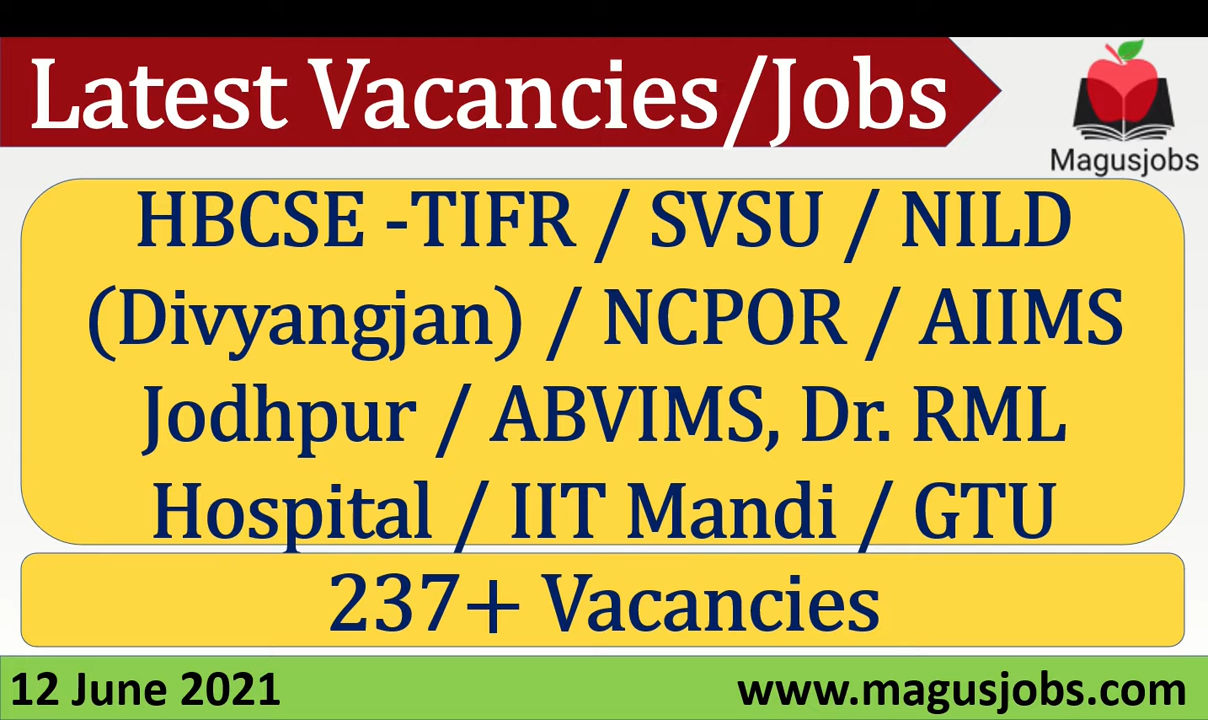 Latest Vacancies/Jobs
Magusjobs
HBCSE -TIFR / SVSU / NILD
(Divyangjan) / NCPOR / AIIMS
Jodhpur / ABVIMS, Dr. RML
Hospital / IIT Mandi / GTU
237+ Vacancies
12 June 2021
www.magusjobs.com